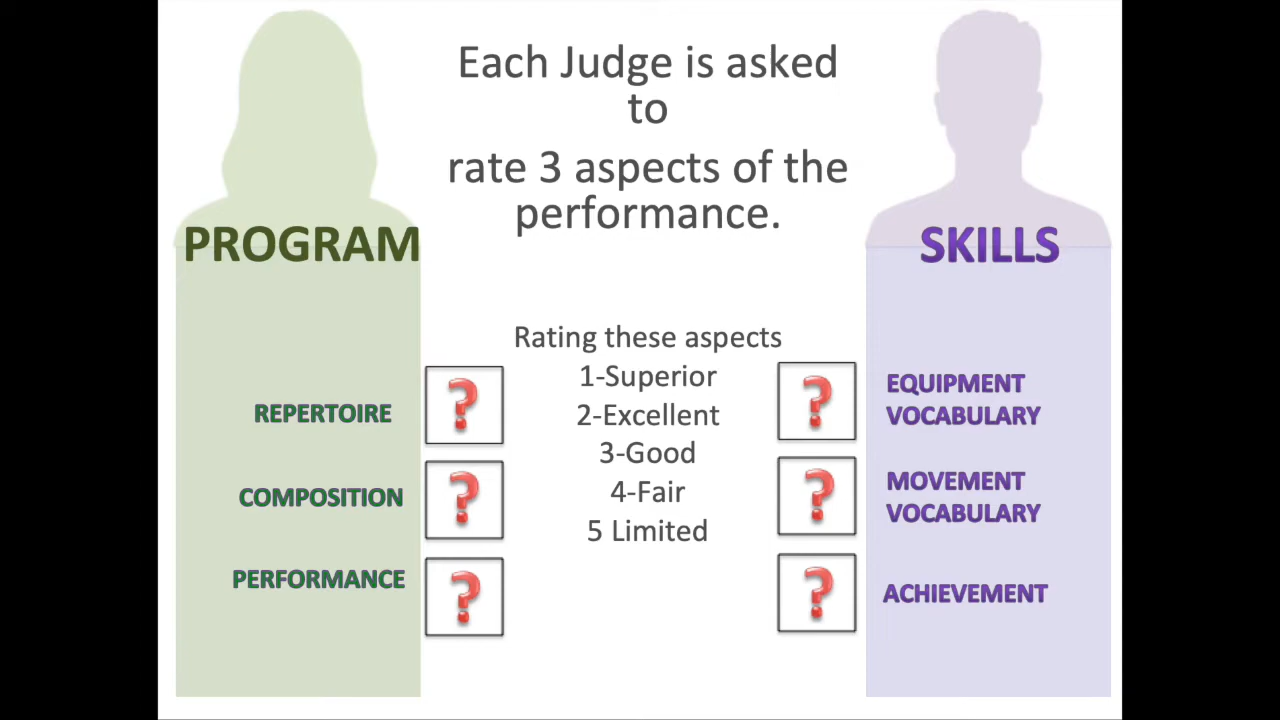 Each Judge is asked
to
rate 3 aspects of the
performance.
PROGRAM
SKILLS
Rating these aspects
1-Superior
2-Excellent
3-Good
4-Fair
5 Limited
REPERTOIRE
?
COMPOSITION
?
PERFORMANCE
?
?
EQUIPMENT
VOCABULARY
?
MOVEMENT
VOCABULARY
?
ACHIEVEMENT